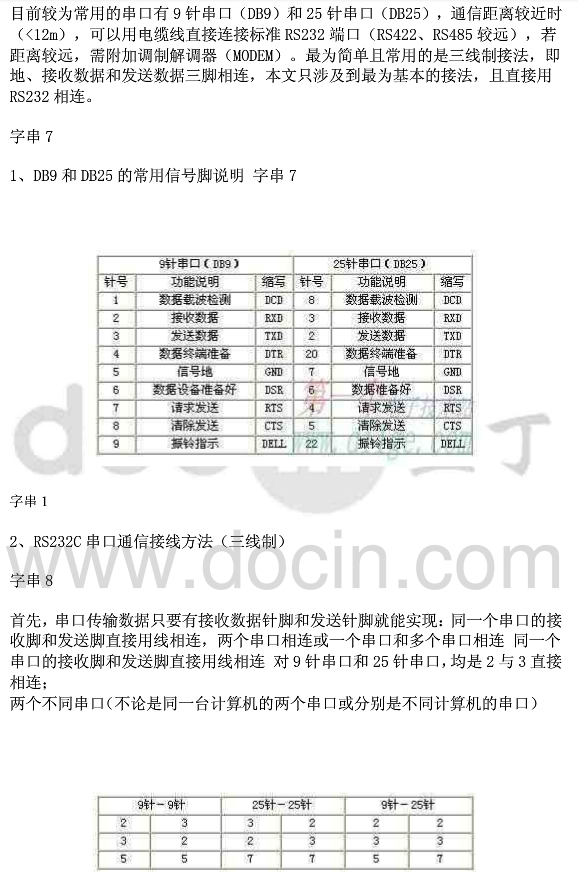 目前较为常用的串口有 9 针串口（DB9）和 25 针串口（DB25），通信距离较近时
（<12m），可以用电缆线直接连接标准 RS232 端口（RS422、RS485 较远），若
距离较远，需附加调制解调器（MODEM）。最为简单且常用的是三线制接法，即
地、接收数据和发送数据三脚相连，本文只涉及到最为基本的接法，且直接用
RS232 相连。
字串 7
1、DB9 和 DB25 的常用信号脚说明 字串 7
9针串口（DB9） 25针串口（DB25）
针号 功能说明 缩写 针号 功能说明 缩写
1 数据载波检测 DCD 8 数据载波检测 DCD
2 接收数据 RXD 3 接收数据 RXD
3 发送数据 TXD 2 发送数据 TXD
4 数据终端准备 DTR 20 数据终端准备 DTR
5 信号地 GND 7 信号地 GND
6 数据设备准备好 DSR 6 数据准备好 DSR
7 请求发送 RTS 4 请求发送 RTS
8 清除发送 CTS 5 清除发送 CTS
9 振铃指示 DELL 22 振铃指示 DELL
docin 豆丁
字串 1
2、RS232C 串口通信接线方法（三线制）
www.docin.com
字串 8
首先，串口传输数据只要有接收数据针脚和发送针脚就能实现：同一个串口的接
收脚和发送脚直接用线相连，两个串口相连或一个串口和多个串口相连 同一个
串口的接收脚和发送脚直接用线相连 对 9 针串口和 25 针串口，均是 2 与 3 直接
相连；
两个不同串口（不论是同一台计算机的两个串口或分别是不同计算机的串口）
9针－9针 25针－25针 9针－25针
2 3 3 2 2 2
3 2 2 3 3 3
5 5 7 7 5 7